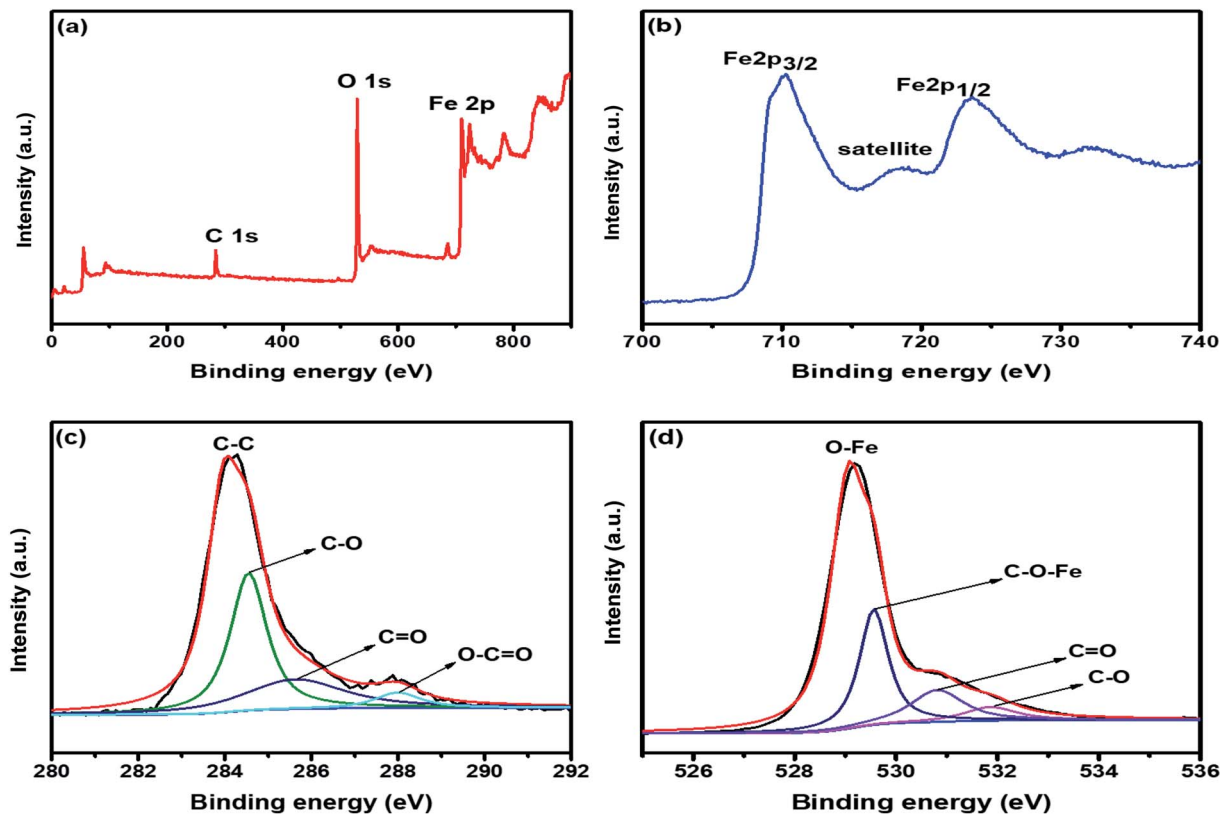 (a)
O 1s
Fe 2p
C 1s
Intensity (a.u.)
0 200 400 600 800
Binding energy (eV)
(b)
Fe2p3/2
Fe2p1/2
satellite
Intensity (a.u.)
700 710 720 730 740
Binding energy (eV)
(c)
C-C
C-O
C=O
O-C=O
Intensity (a.u.)
280 282 284 286 288 290 292
Binding energy (eV)
(d)
O-Fe
C-O-Fe
C=O
C-O
Intensity (a.u.)
526 528 530 532 534 536
Binding energy (eV)